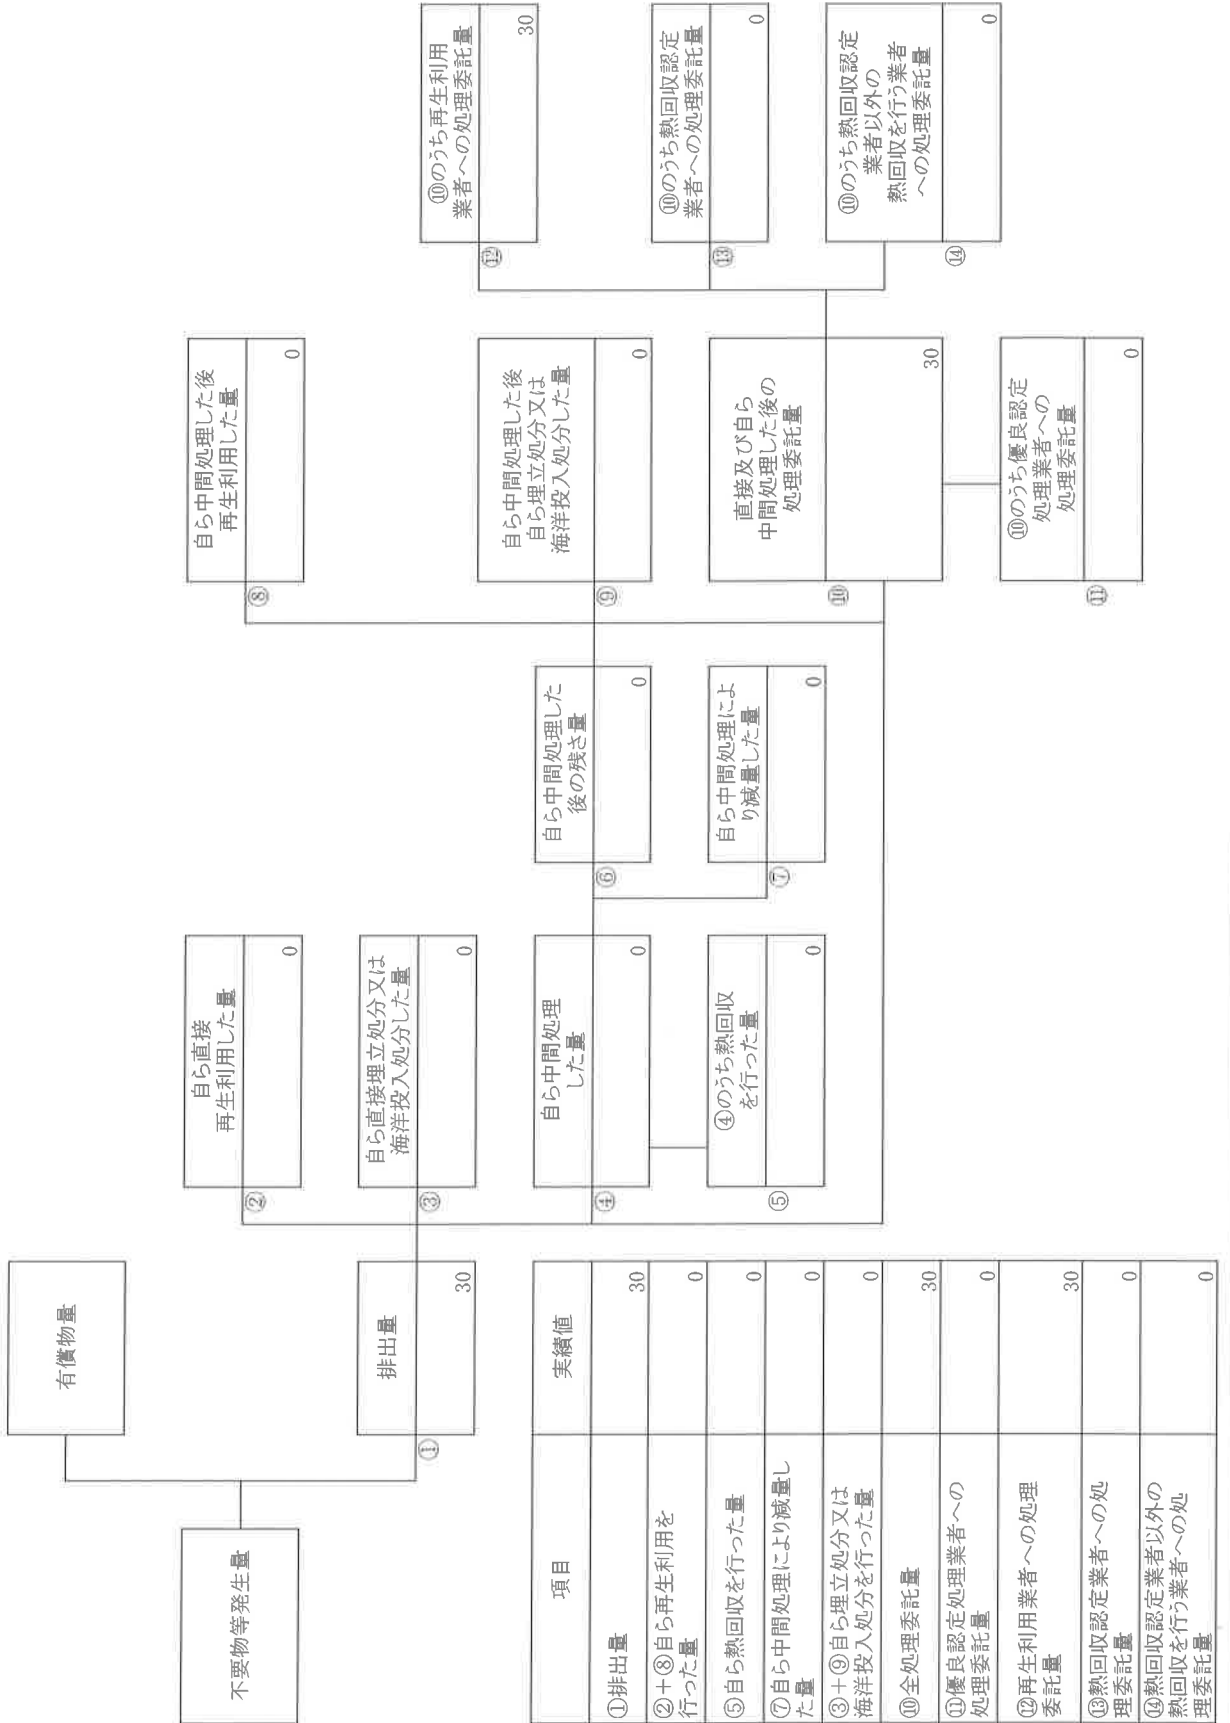 不要物等発生量
有償物量
排出量
①
30
②
自ら直接
再生利用した量
0
③
自ら直接埋立処分又は
海洋投入処分した量
0
④
自ら中間処理
した量
0
⑤
④のうち熱回収
を行った量
0
⑥
自ら中間処理した
後の残さ量
0
⑦
自ら中間処理によ
り減量した量
0
⑧
自ら中間処理した後
再生利用した量
0
⑨
自ら中間処理した後
自ら埋立処分又は
海洋投入処分した量
0
⑩
直接及び自ら
中間処理した後の
処理委託量
30
⑪
⑩のうち優良認定
処理業者への
処理委託量
0
⑫
⑩のうち再生利用
業者への処理委託量
30
⑬
⑩のうち熱回収認定
業者への処理委託量
0
⑭
⑩のうち熱回収認定
業者以外の
熱回収を行う業者
への処理委託量
0
項目
実績値
①排出量
30
②+⑧自ら再生利用を
行った量
0
⑤自ら熱回収を行った量
0
⑦自ら中間処理により減量し
た量
0
③+⑨自ら埋立処分又は
海洋投入処分を行った量
0
⑩全処理委託量
30
⑪優良認定処理業者への
処理委託量
0
⑫再生利用業者への処理
委託量
30
⑬熱回収認定業者への処
理委託量
0
⑭熱回収認定業者以外の
熱回収を行う業者への処
理委託量
0